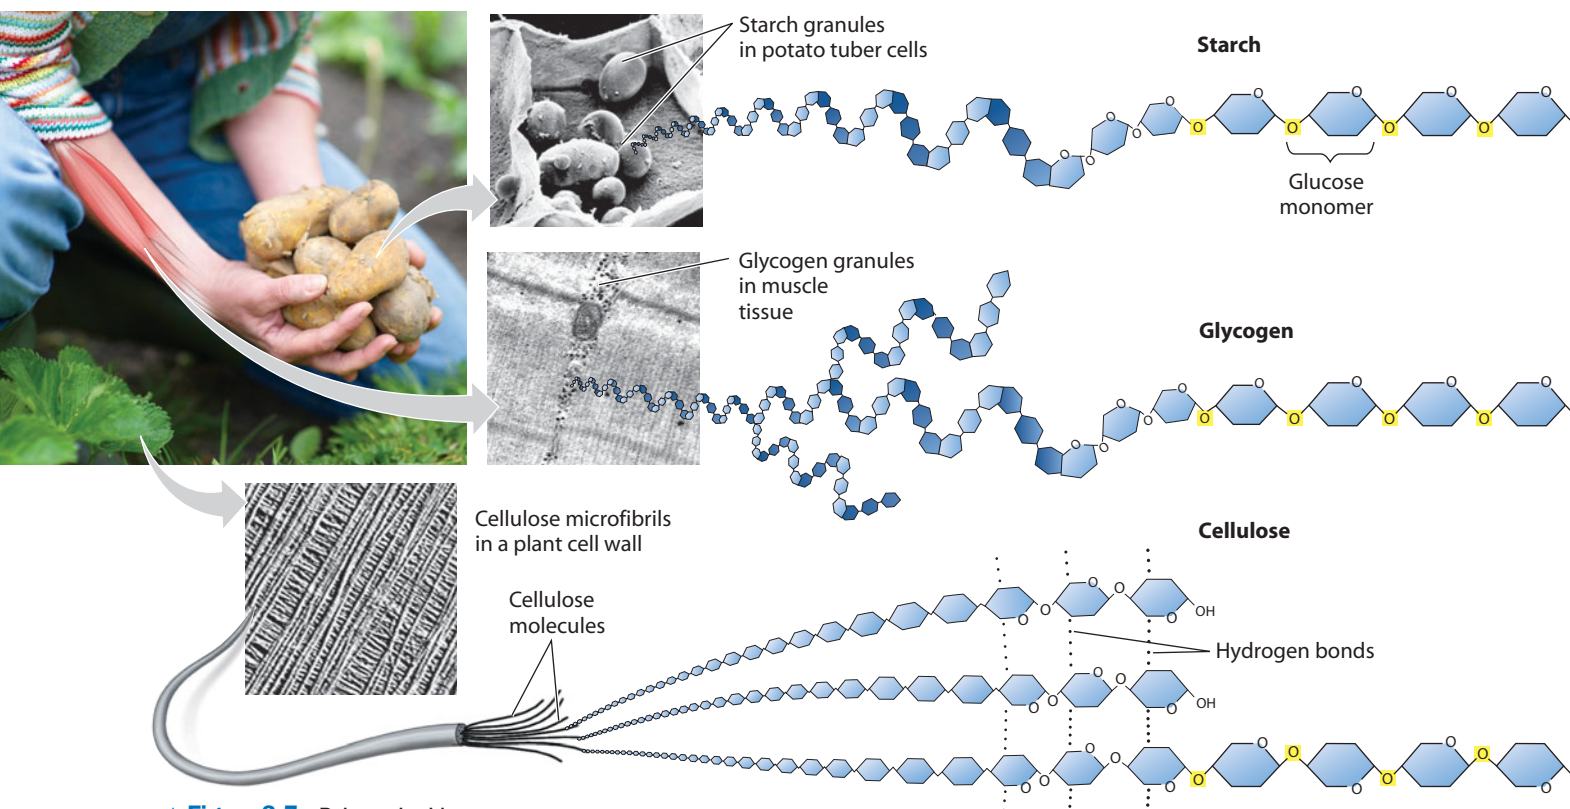 Starch granules
in potato tuber cells
Starch
O O O O O O O O O O O O
Glucose
monomer
Glycogen granules
in muscle
tissue
Glycogen
O O O O O O O O O O O O
Cellulose microfibrils
in a plant cell wall
Cellulose
Cellulose
molecules
O O O O O OH
Hydrogen bonds
O O O O O OH
O O O O O O O O O O O O O